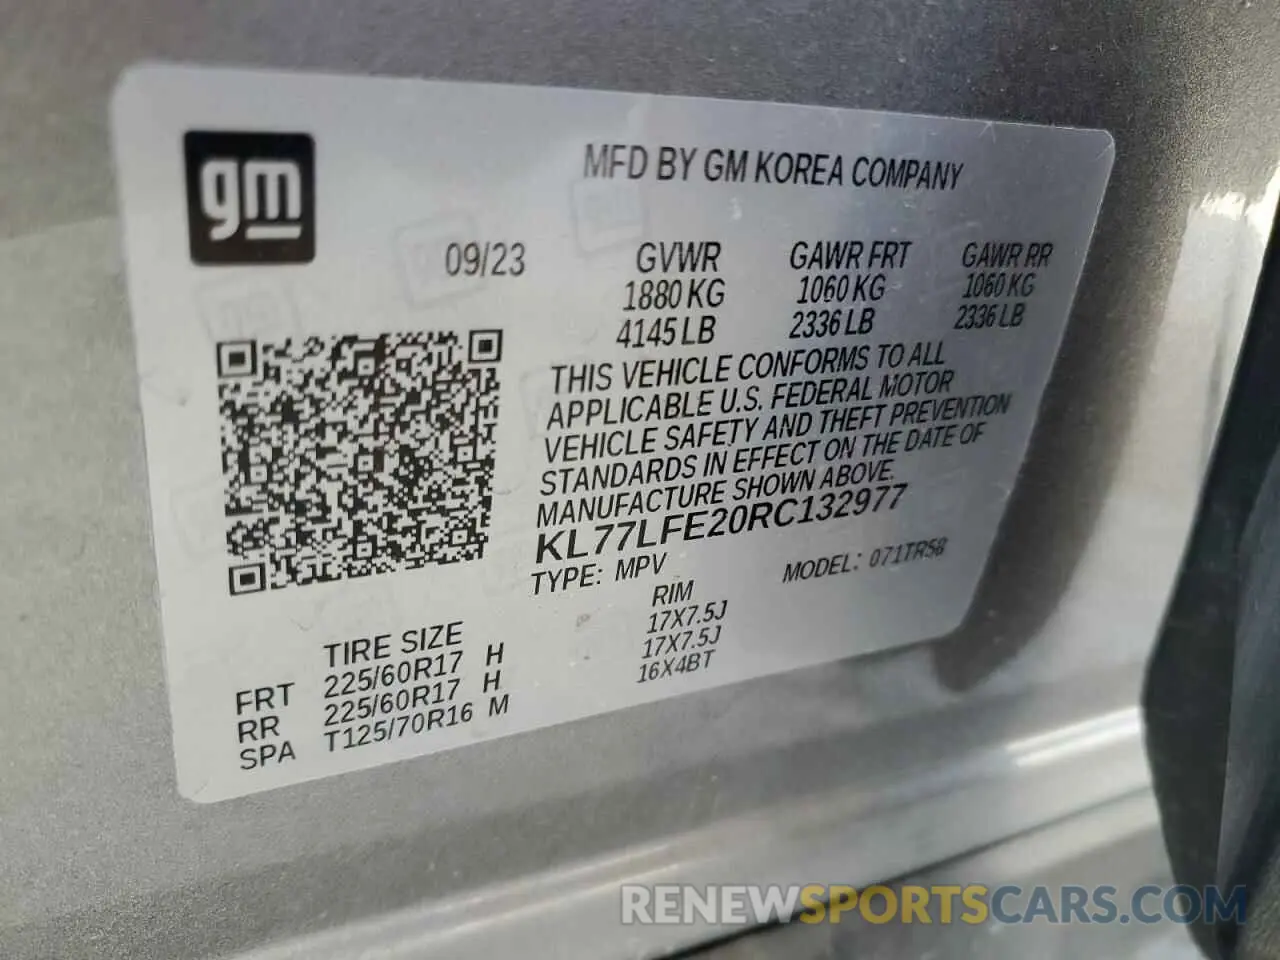 gm
MFD BY GM KOREA COMPANY
09/23
GVWR GAWR FRT GAWR RR
1880 KG 1060 KG 1060 KG
4145 LB 2336 LB 2336 LB
THIS VEHICLE CONFORMS TO ALL
APPLICABLE U.S. FEDERAL MOTOR
VEHICLE SAFETY AND THEFT PREVENTION
STANDARDS IN EFFECT ON THE DATE OF
MANUFACTURE SHOWN ABOVE.
KL77LFE20RC132977
TYPE: MPV MODEL: 071TR58
TIRE SIZE RIM
FRT 225/60R17 H 17X7.5J
RR 225/60R17 H 17X7.5J
SPA T125/70R16 M 16X4BT
RENEWSPORTSCARS.COM